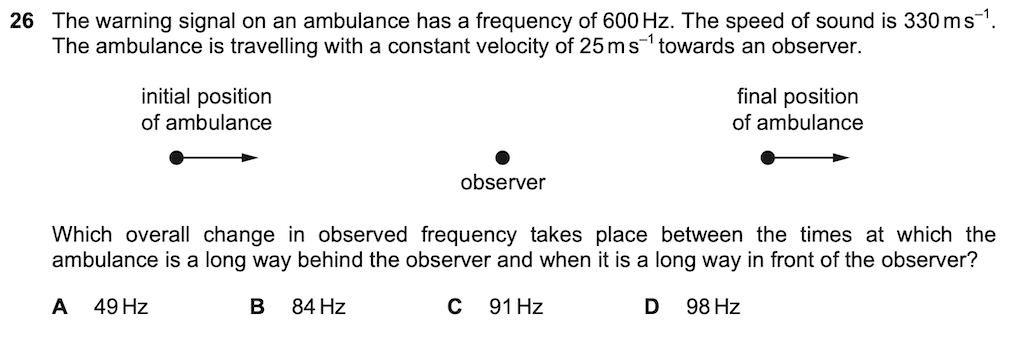 26 The warning signal on an ambulance has a frequency of 600 Hz. The speed of sound is 330 m s⁻¹.
The ambulance is travelling with a constant velocity of 25 m s⁻¹ towards an observer.
initial position final position
of ambulance of ambulance
observer
Which overall change in observed frequency takes place between the times at which the
ambulance is a long way behind the observer and when it is a long way in front of the observer?
A 49 Hz B 84 Hz C 91 Hz D 98 Hz